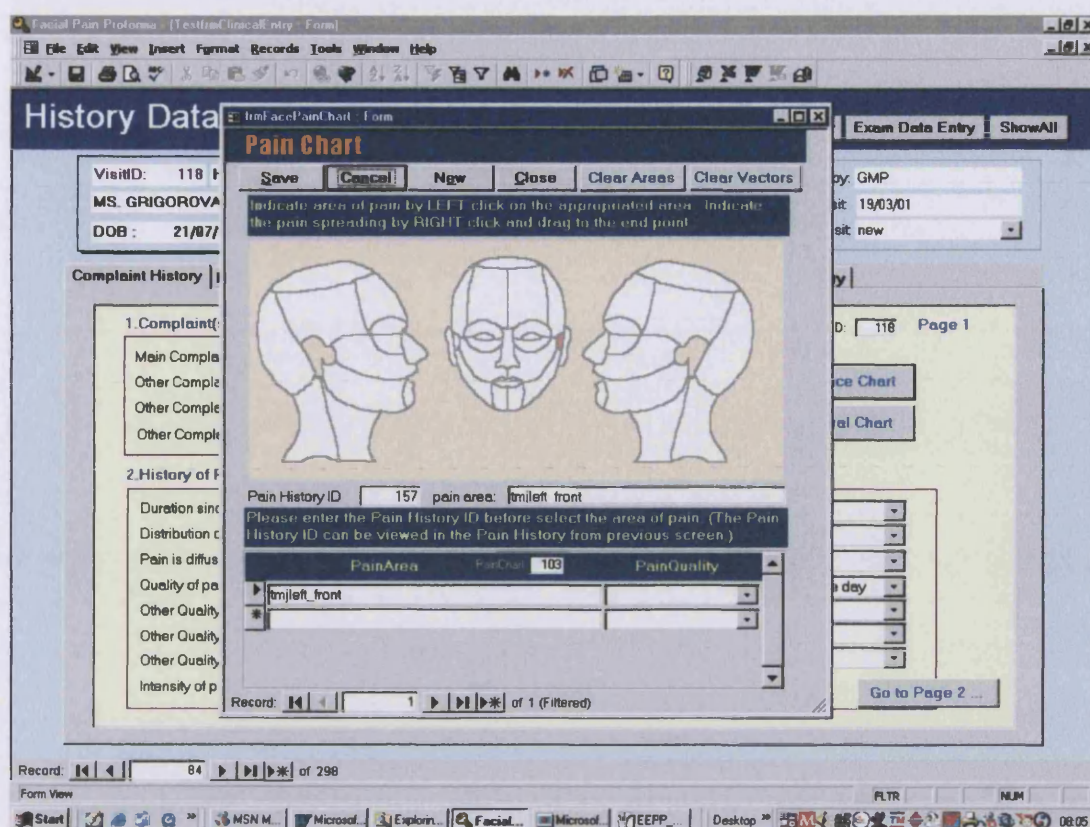 Facial Pain Proforma - [TestfrmClinicalEntry : Form]
File Edit View Insert Format Records Tools Window Help
History Data
Exam Data Entry ShowAll
frmFacePainChart : Form
Pain Chart
Save Cancel New Close Clear Areas Clear Vectors
Indicate area of pain by LEFT click on the appropriated area. Indicate
the pain spreading by RIGHT click and drag to the end point
VisitID: 118
by: GMP
MS. GRIGOROVA
sit 19/03/01
DOB : 21/07/
sit: new
Complaint History
1.Complaint(
D: 118 Page 1
Main Compla
Other Compla
ce Chart
Other Comple
Other Comple
ral Chart
2.History of P
Pain History ID 157 pain area: tmjleft_front
Please enter the Pain History ID before select the area of pain. (The Pain
History ID can be viewed in the Pain History from previous screen.)
Duration sinc
Distribution c
Pain is diffus
PainArea PainChart 103 PainQuality
Quality of pa
tmjleft_front
e day
Other Quality
Other Quality
Other Quality
Intensity of p
Go to Page 2 ...
Record: 1 of 1 (Filtered)
Record: 84 of 298
Form View FLTR NUM
Start MSN M... Microsof... Explorin... Facial... Microsof... EEPP_... Desktop 08:05